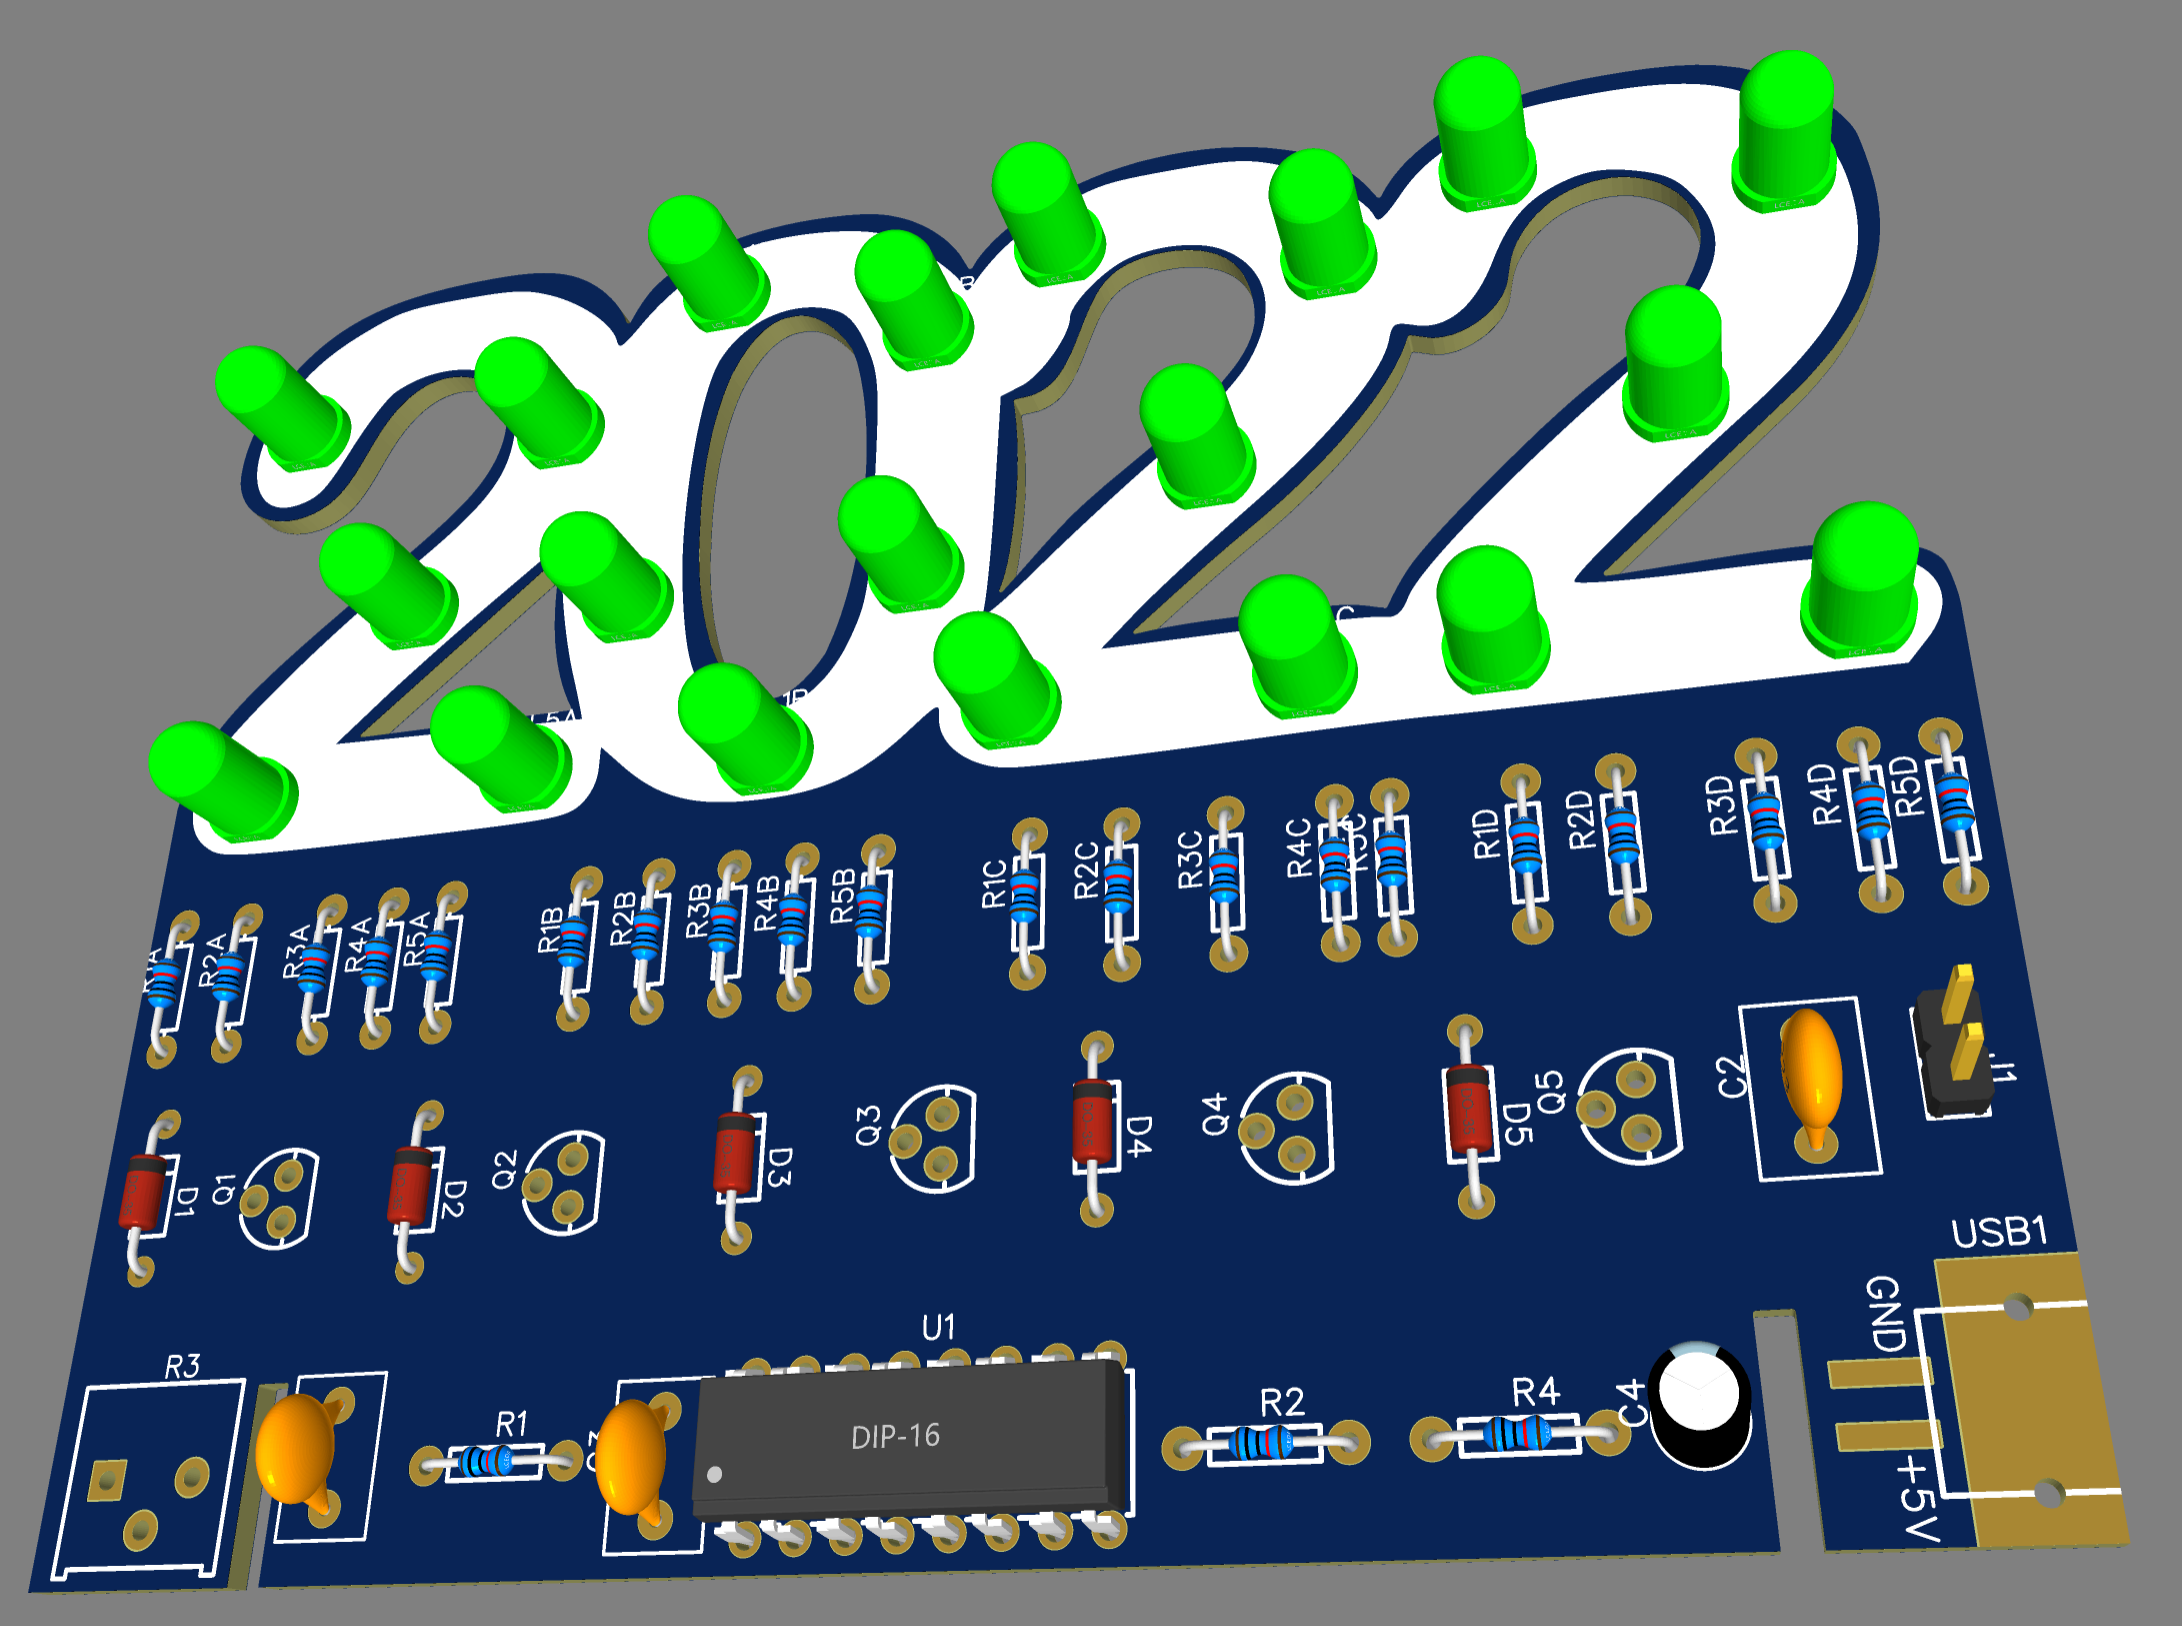 2022
R1A R2A R3A R4A R5A R1B R2B R3B R4B R5B R1C R2C R3C R4C R5C R1D R2D R3D R4D R5D
D1 Q1 D2 Q2 D3 Q3 D4 Q4 D5 Q5 C2 J1
USB1
GND
+5V
U1
R3 R1 DIP-16 R2 R4 C4